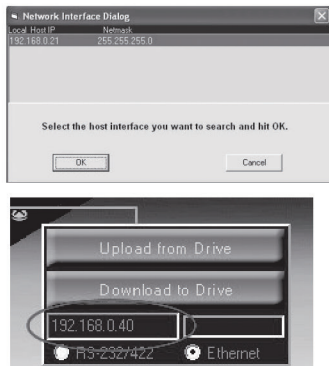 Network Interface Dialog
Local Host IP Netmask
192.168.0.21 255.255.255.0
Select the host interface you want to search and hit OK.
OK Cancel
Upload from Drive
Download to Drive
192.168.0.40
RS-232/422 Ethernet